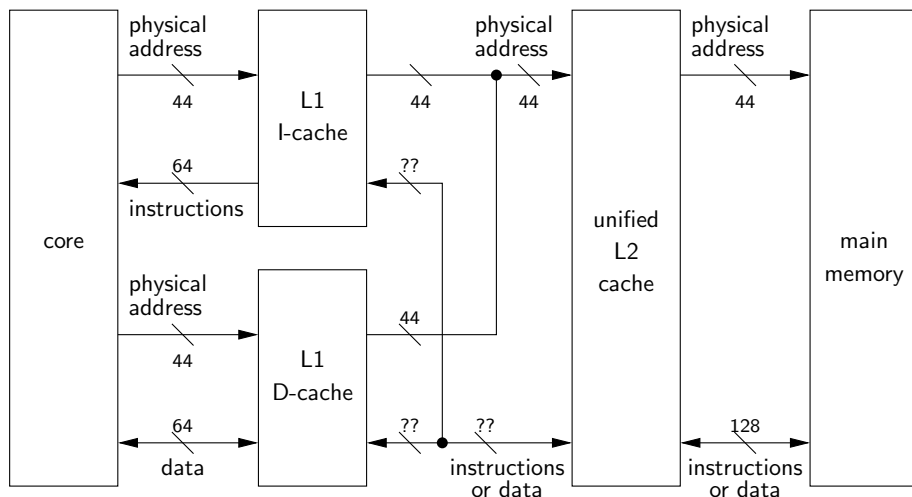 physical
address
44
L1
I-cache
44
physical
address
44
physical
address
44
64
instructions
??
core
unified
L2
cache
main
memory
physical
address
44
L1
D-cache
44
64
data
??
??
instructions
or data
128
instructions
or data